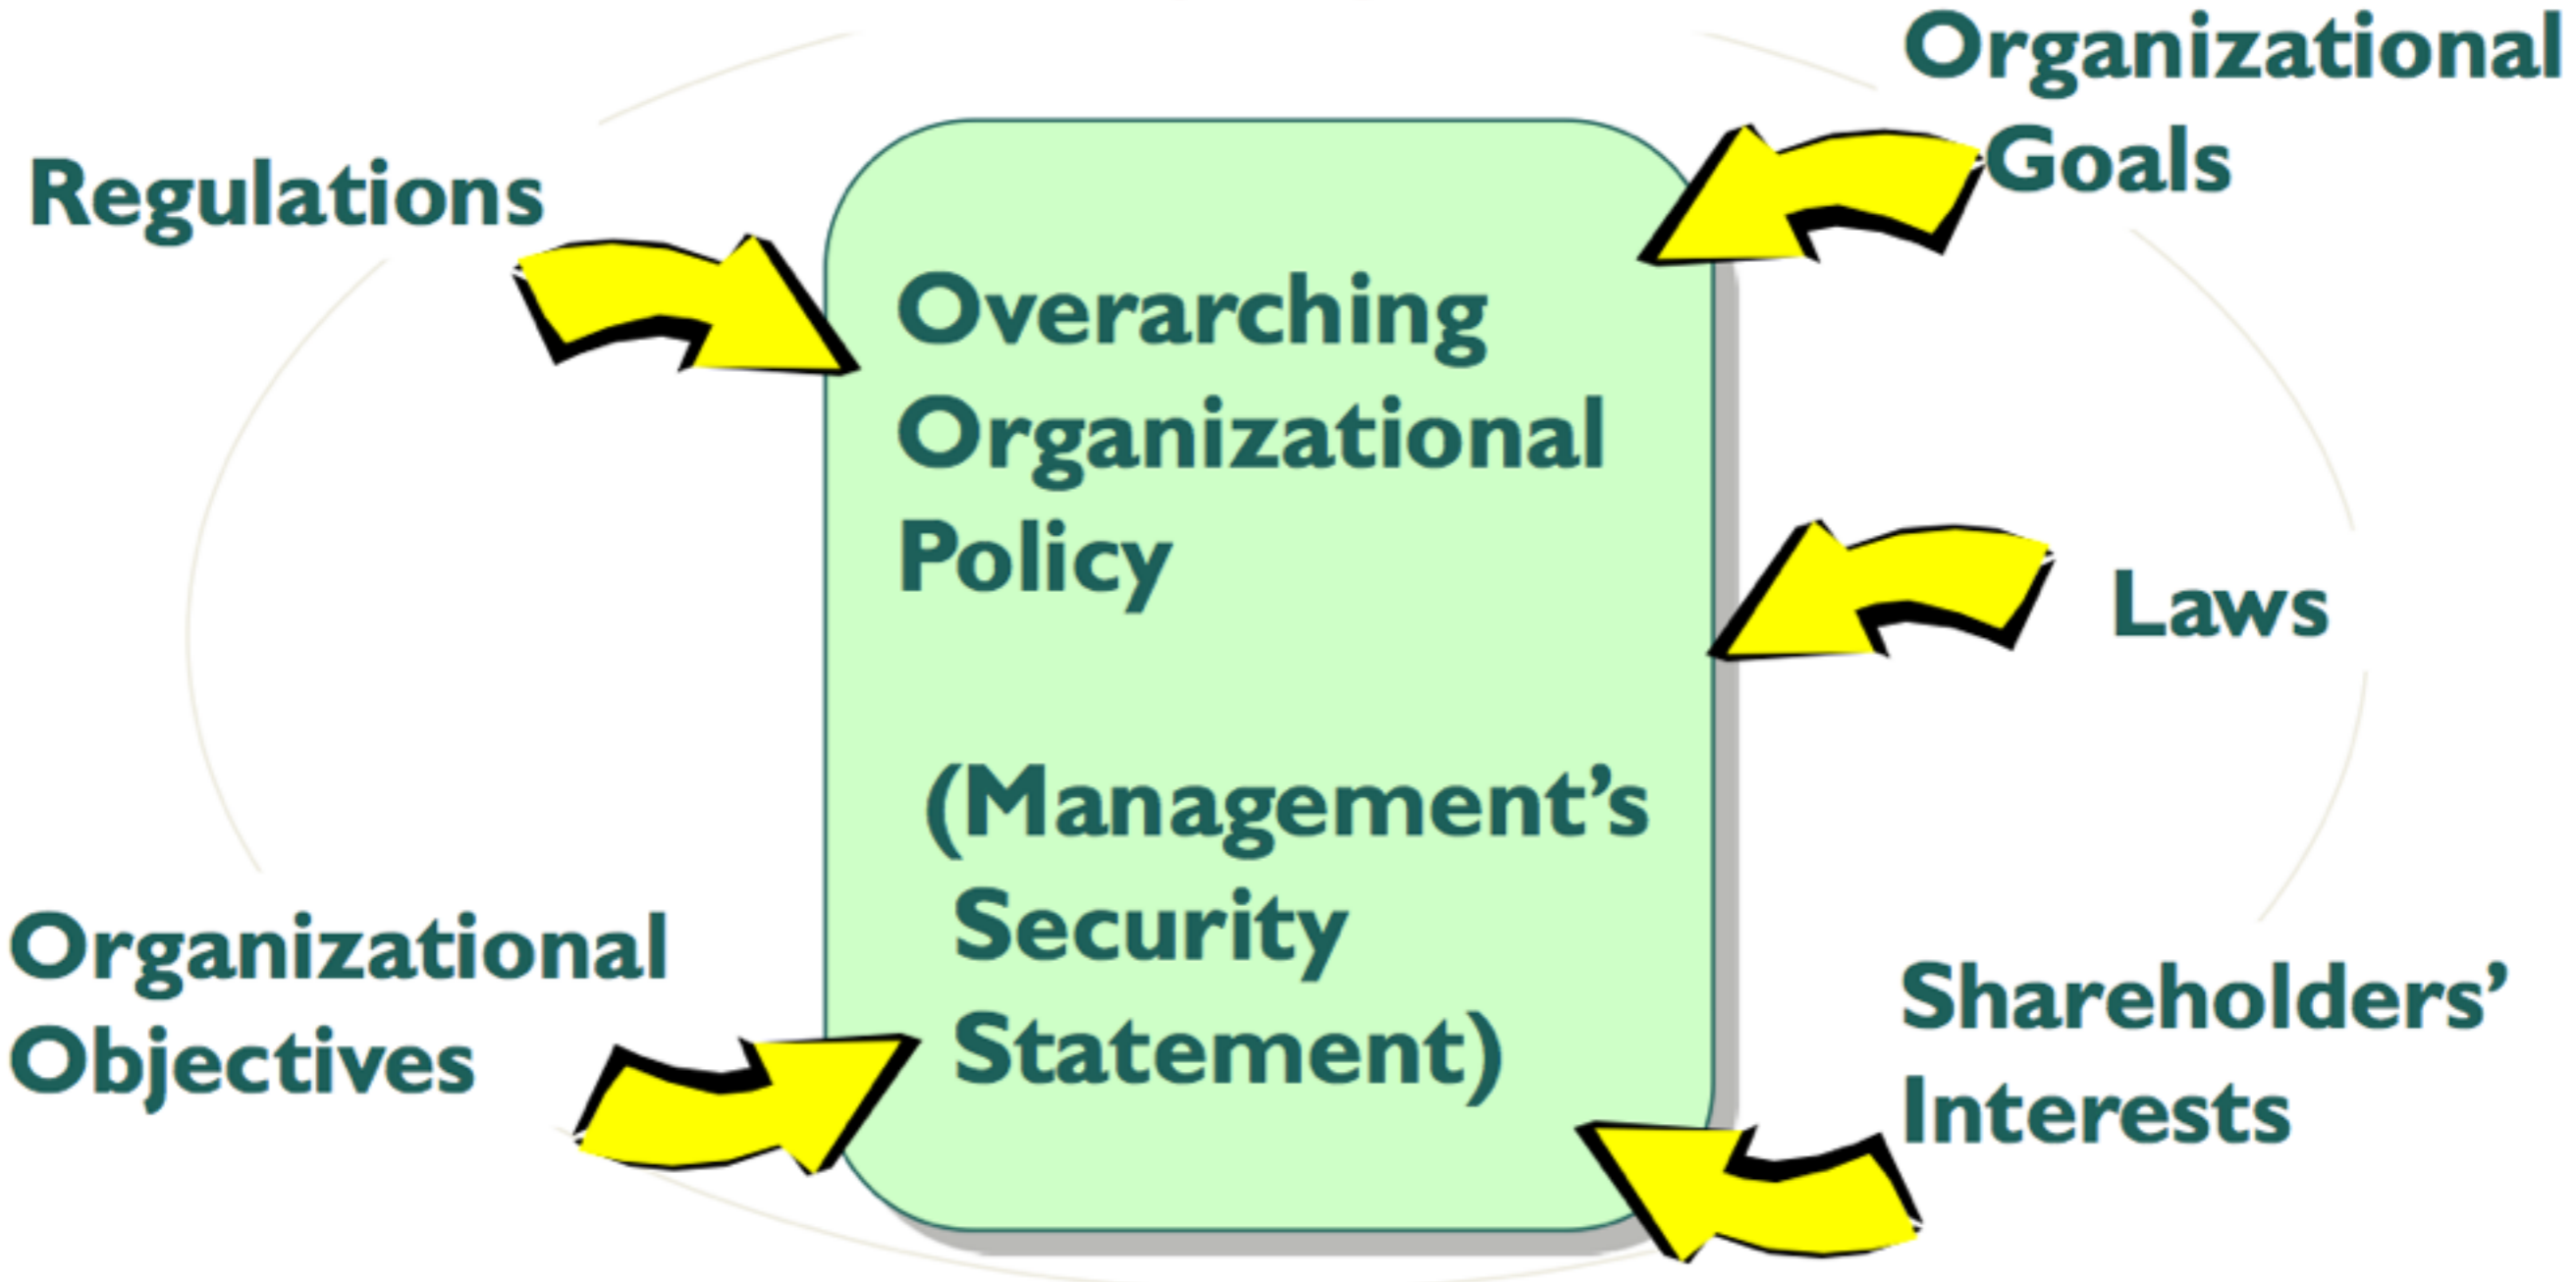 Organizational
Goals
Regulations
Overarching
Organizational
Policy
(Management’s
Security
Statement)
Laws
Organizational
Objectives
Shareholders’
Interests